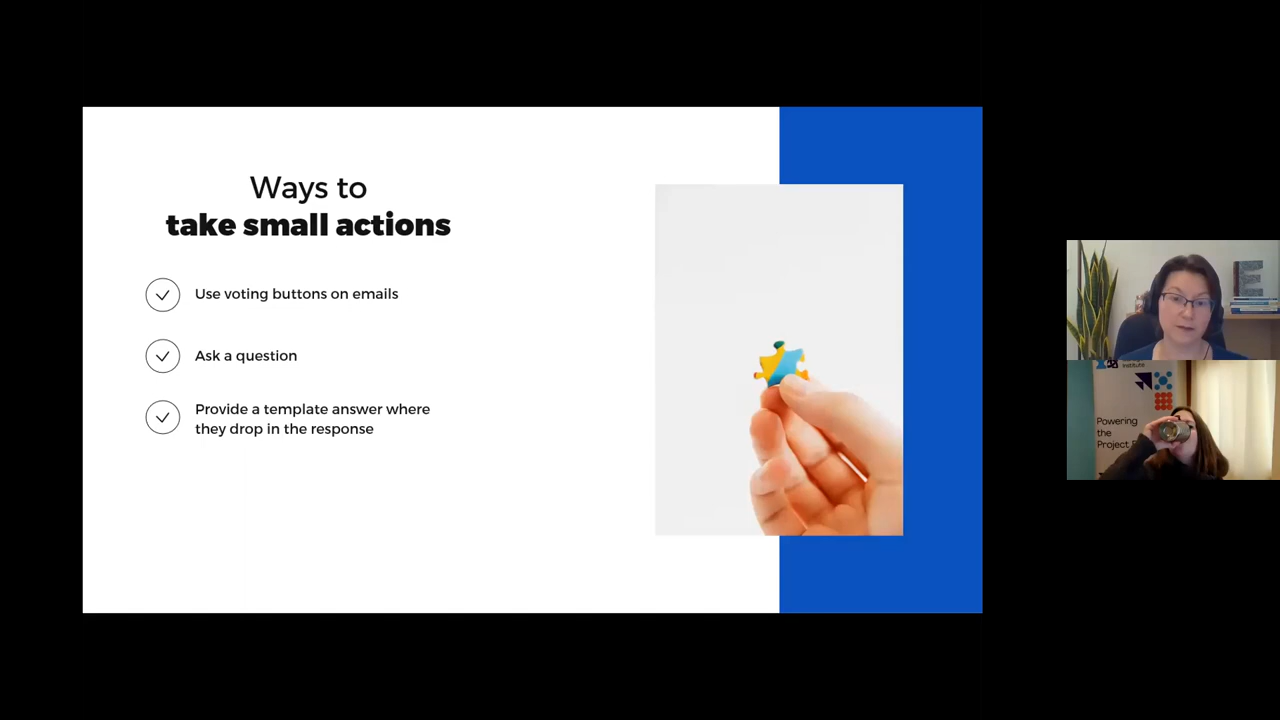 Ways to
take small actions
Use voting buttons on emails
Ask a question
Provide a template answer where
they drop in the response
E
institute
Powering
the
Project